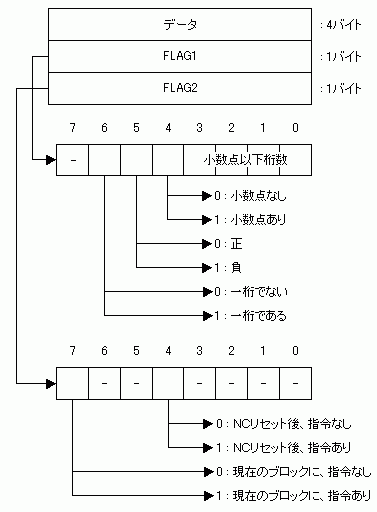 データ : 4バイト
FLAG1 : 1バイト
FLAG2 : 1バイト
7 6 5 4 3 2 1 0
- 小数点以下桁数
0 : 小数点なし
1 : 小数点あり
0 : 正
1 : 負
0 : 一桁でない
1 : 一桁である
7 6 5 4 3 2 1 0
- - - - - -
0 : NCリセット後、指令なし
1 : NCリセット後、指令あり
0 : 現在のブロックに、指令なし
1 : 現在のブロックに、指令あり